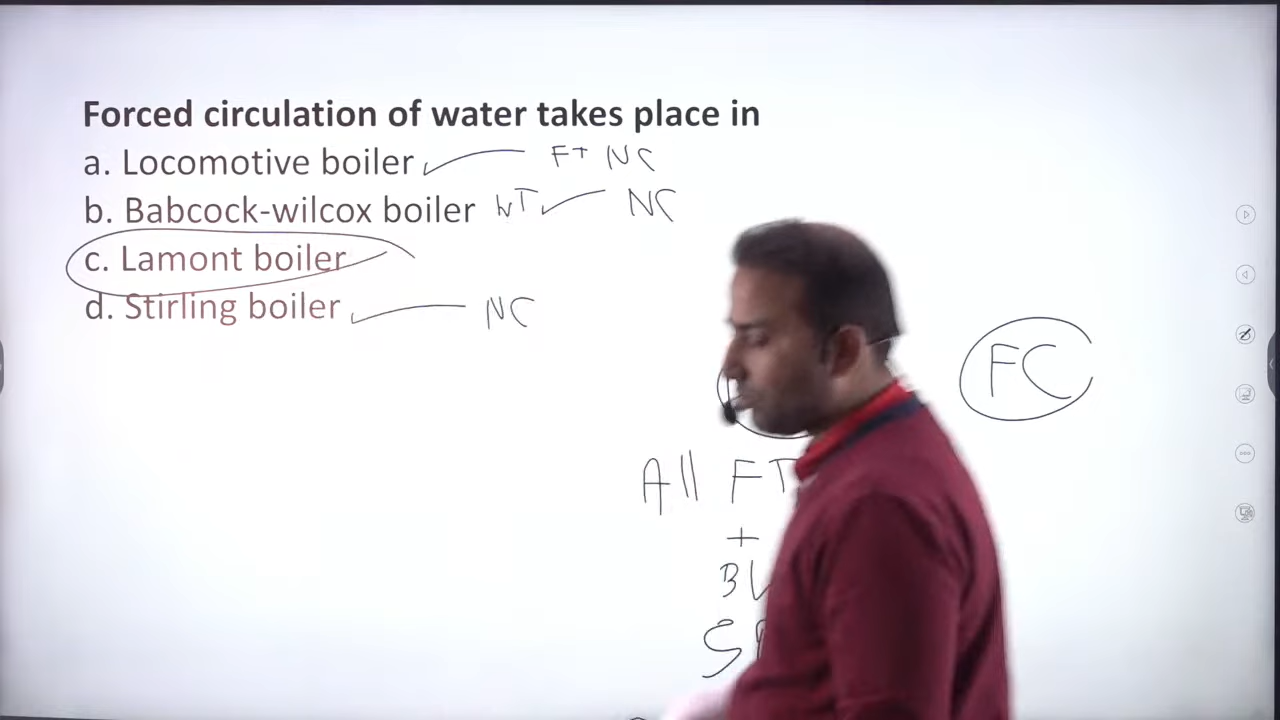 Forced circulation of water takes place in
a. Locomotive boiler FT NC
b. Babcock-wilcox boiler WT NC
c. Lamont boiler
d. Stirling boiler NC
FC
All FT
+